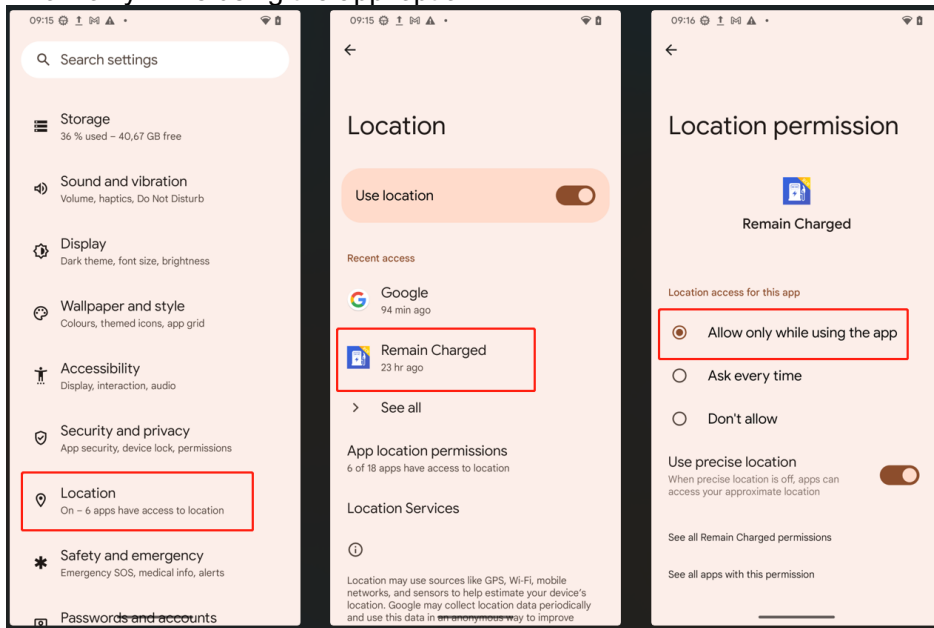 09:15
Search settings
Storage
36 % used – 40,67 GB free
Sound and vibration
Volume, haptics, Do Not Disturb
Display
Dark theme, font size, brightness
Wallpaper and style
Colours, themed icons, app grid
Accessibility
Display, interaction, audio
Security and privacy
App security, device lock, permissions
Location
On – 6 apps have access to location
Safety and emergency
Emergency SOS, medical info, alerts
Passwords and accounts
09:15
Location
Use location
Recent access
Google
94 min ago
Remain Charged
23 hr ago
See all
App location permissions
6 of 18 apps have access to location
Location Services
Location may use sources like GPS, Wi-Fi, mobile
networks, and sensors to help estimate your device's
location. Google may collect location data periodically
and use this data in an anonymous way to improve
09:16
Location permission
Remain Charged
Location access for this app
Allow only while using the app
Ask every time
Don't allow
Use precise location
When precise location is off, apps can
access your approximate location
See all Remain Charged permissions
See all apps with this permission